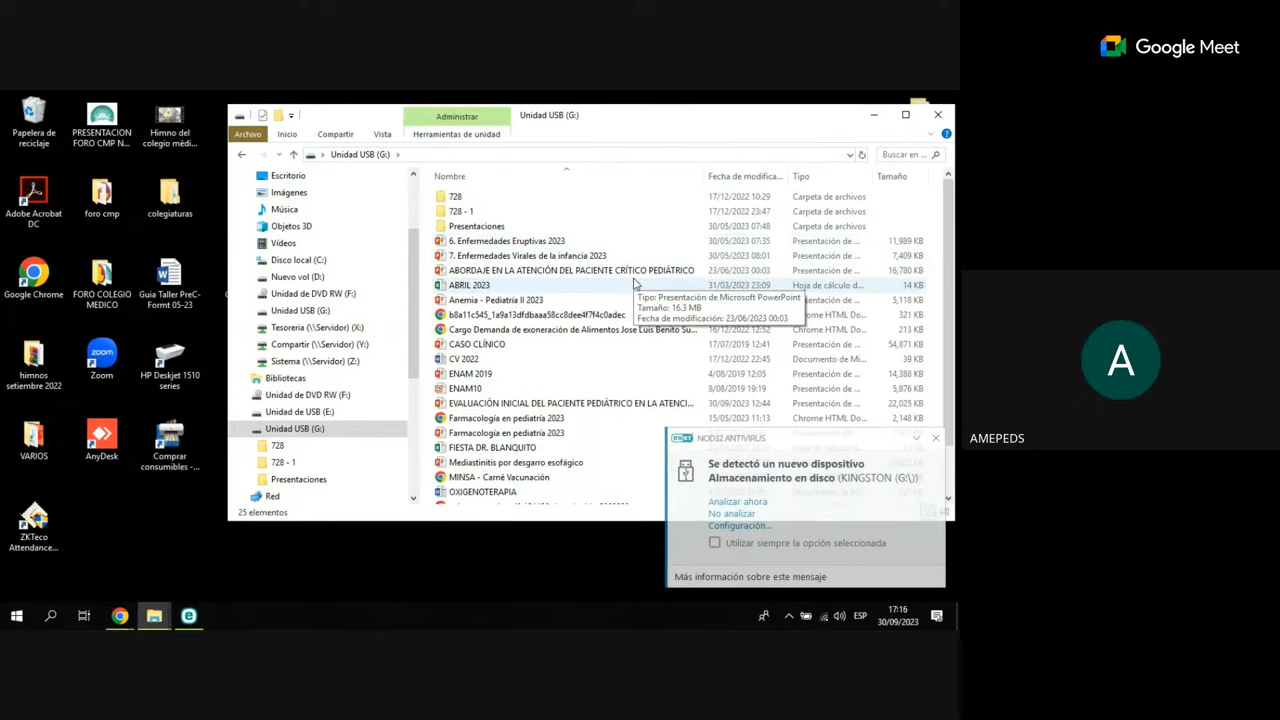 Google Meet
Papelera de
reciclaje
PRESENTACION
FORO CMP N...
Himno del
colegio médi...
Adobe Acrobat
DC
foro cmp
colegiaturas
Google Chrome
FORO COLEGIO
MEDICO
Guia Taller PreC-
Formt 05-23
himnos
setiembre 2022
Zoom
HP Deskjet 1510
series
VARIOS
AnyDesk
Comprar
consumibles -...
ZKTeco
Attendance...
Administrar
Unidad USB (G:)
Archivo
Inicio
Compartir
Vista
Herramientas de unidad
Unidad USB (G:)
Buscar en ...
Escritorio
Imágenes
Música
Objetos 3D
Vídeos
Disco local (C:)
Nuevo vol (D:)
Unidad de DVD RW (F:)
Unidad USB (G:)
Tesoreria (\\Servidor) (X:)
Compartir (\\Servidor) (Y:)
Sistema (\\Servidor) (Z:)
Bibliotecas
Unidad de DVD RW (F:)
Unidad de USB (E:)
Unidad USB (G:)
728
728 - 1
Presentaciones
Red
Nombre Fecha de modifica... Tipo Tamaño
728 17/12/2022 10:29 Carpeta de archivos
728 - 1 17/12/2022 23:47 Carpeta de archivos
Presentaciones 30/05/2023 07:48 Carpeta de archivos
6. Enfermedades Eruptivas 2023 30/05/2023 07:35 Presentación de ... 11,989 KB
7. Enfermedades Virales de la infancia 2023 30/05/2023 08:01 Presentación de ... 7,409 KB
ABORDAJE EN LA ATENCIÓN DEL PACIENTE CRÍTICO PEDIÁTRICO 23/06/2023 00:03 Presentación de ... 16,780 KB
ABRIL 2023 31/03/2023 23:09 Hoja de cálculo d... 14 KB
Anemia - Pediatría II 2023 Presentación de ... 5,118 KB
b8a11c545_1a9a13dfdbaaa58cc8dee4f7f4c0adec Chrome HTML Do... 321 KB
Cargo Demanda de exoneración de Alimentos Jose Luis Benito Su... 16/12/2022 12:52 Chrome HTML Do... 213 KB
CASO CLÍNICO 17/07/2019 12:41 Presentación de ... 54,871 KB
CV 2022 17/12/2022 22:45 Documento de Mi... 39 KB
ENAM 2019 4/08/2019 12:05 Presentación de ... 14,388 KB
ENAM10 8/08/2019 19:19 Presentación de ... 5,876 KB
EVALUACIÓN INICIAL DEL PACIENTE PEDIÁTRICO EN LA ATENCI... 30/09/2023 12:44 Presentación de ... 22,025 KB
Farmacología en pediatría 2023 15/05/2023 11:13 Chrome HTML Do... 2,148 KB
Farmacología en pediatría 2023
FIESTA DR. BLANQUITO
Mediastinitis por desgarro esofágico
MINSA - Carné Vacunación
OXIGENOTERAPIA
Tipo: Presentación de Microsoft PowerPoint
Tamaño: 16.3 MB
Fecha de modificación: 23/06/2023 00:03
25 elementos
eset NOD32 ANTIVIRUS
Se detectó un nuevo dispositivo
Almacenamiento en disco (KINGSTON (G:\))
Analizar ahora
No analizar
Configuración...
Utilizar siempre la opción seleccionada
Más información sobre este mensaje
ESP
17:16
30/09/2023
A
AMEPEDS